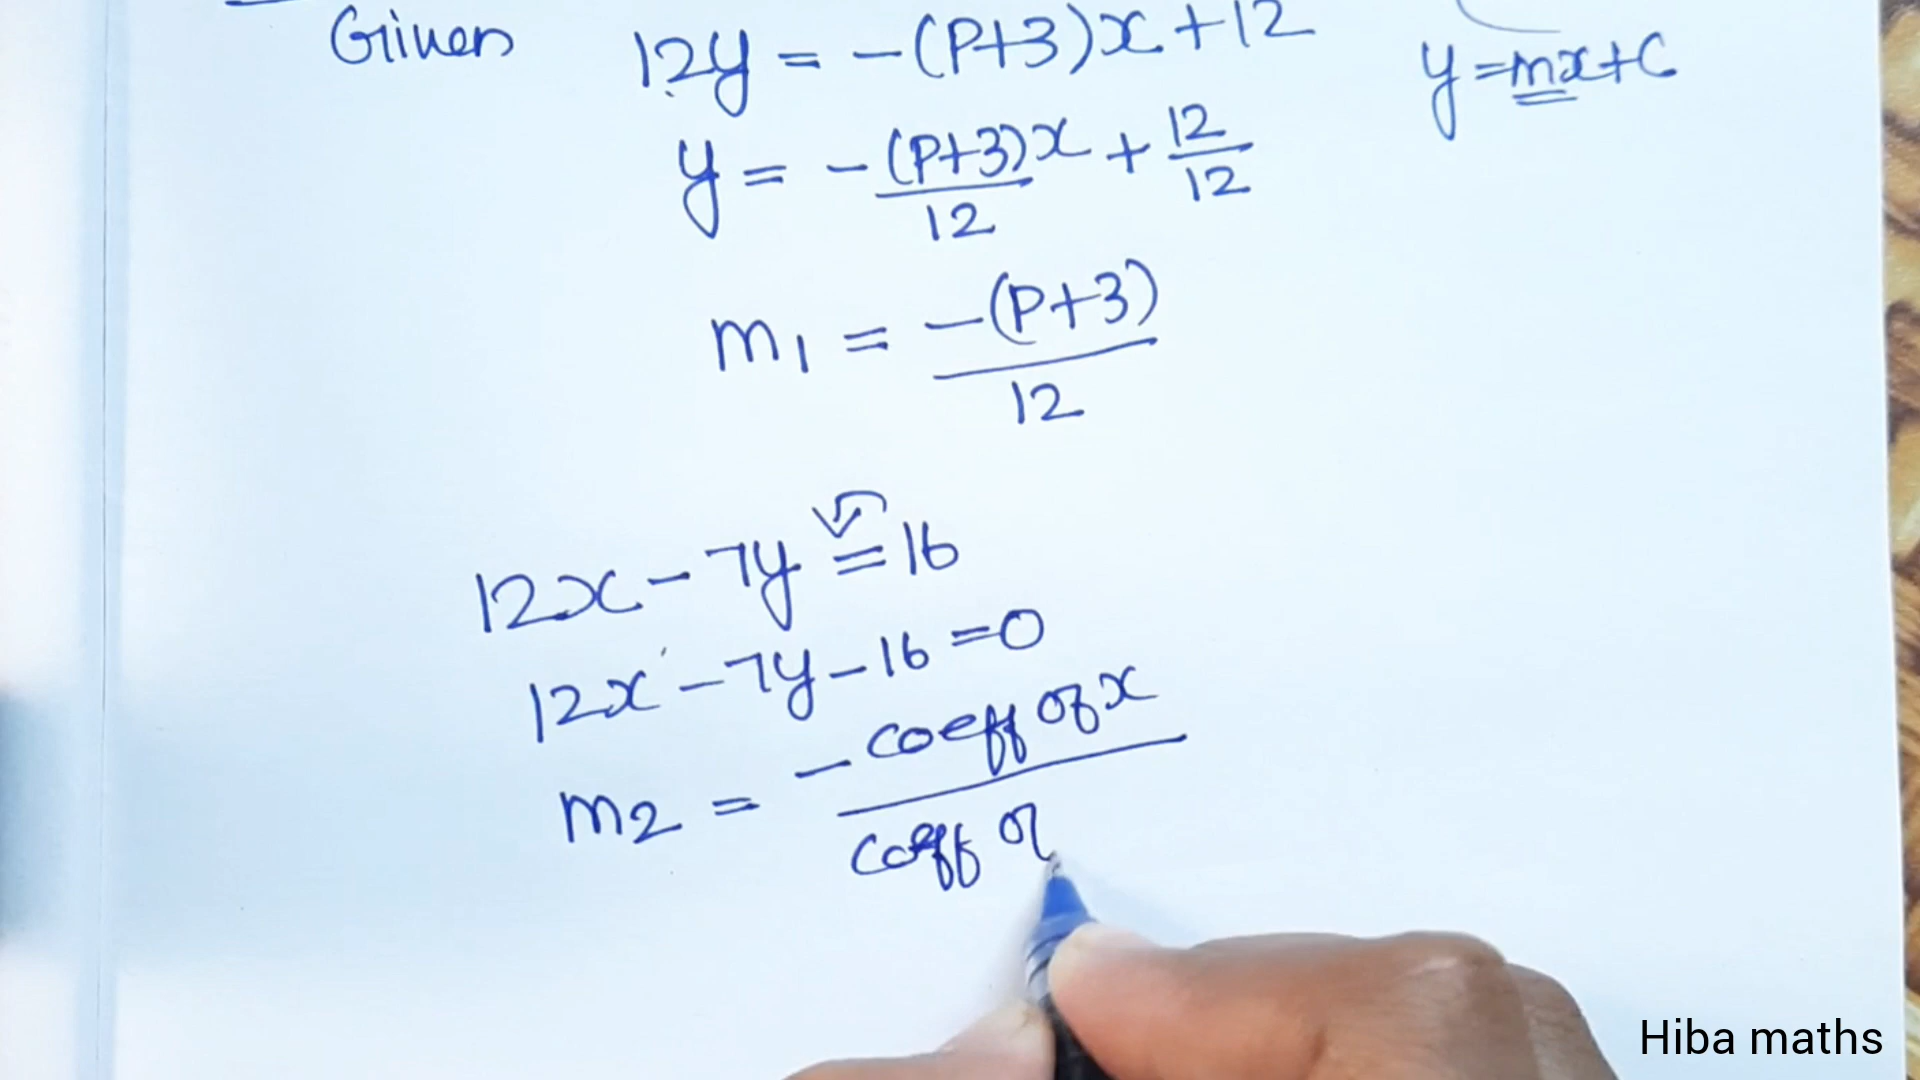 Given 12y = -(P+3)x+12
y=mx+c
y = -(P+3)x/12 + 12/12
m1 = -(P+3)/12
12x-7y=16
12x-7y-16=0
m2 = -coeff of x/coeff of
Hiba maths